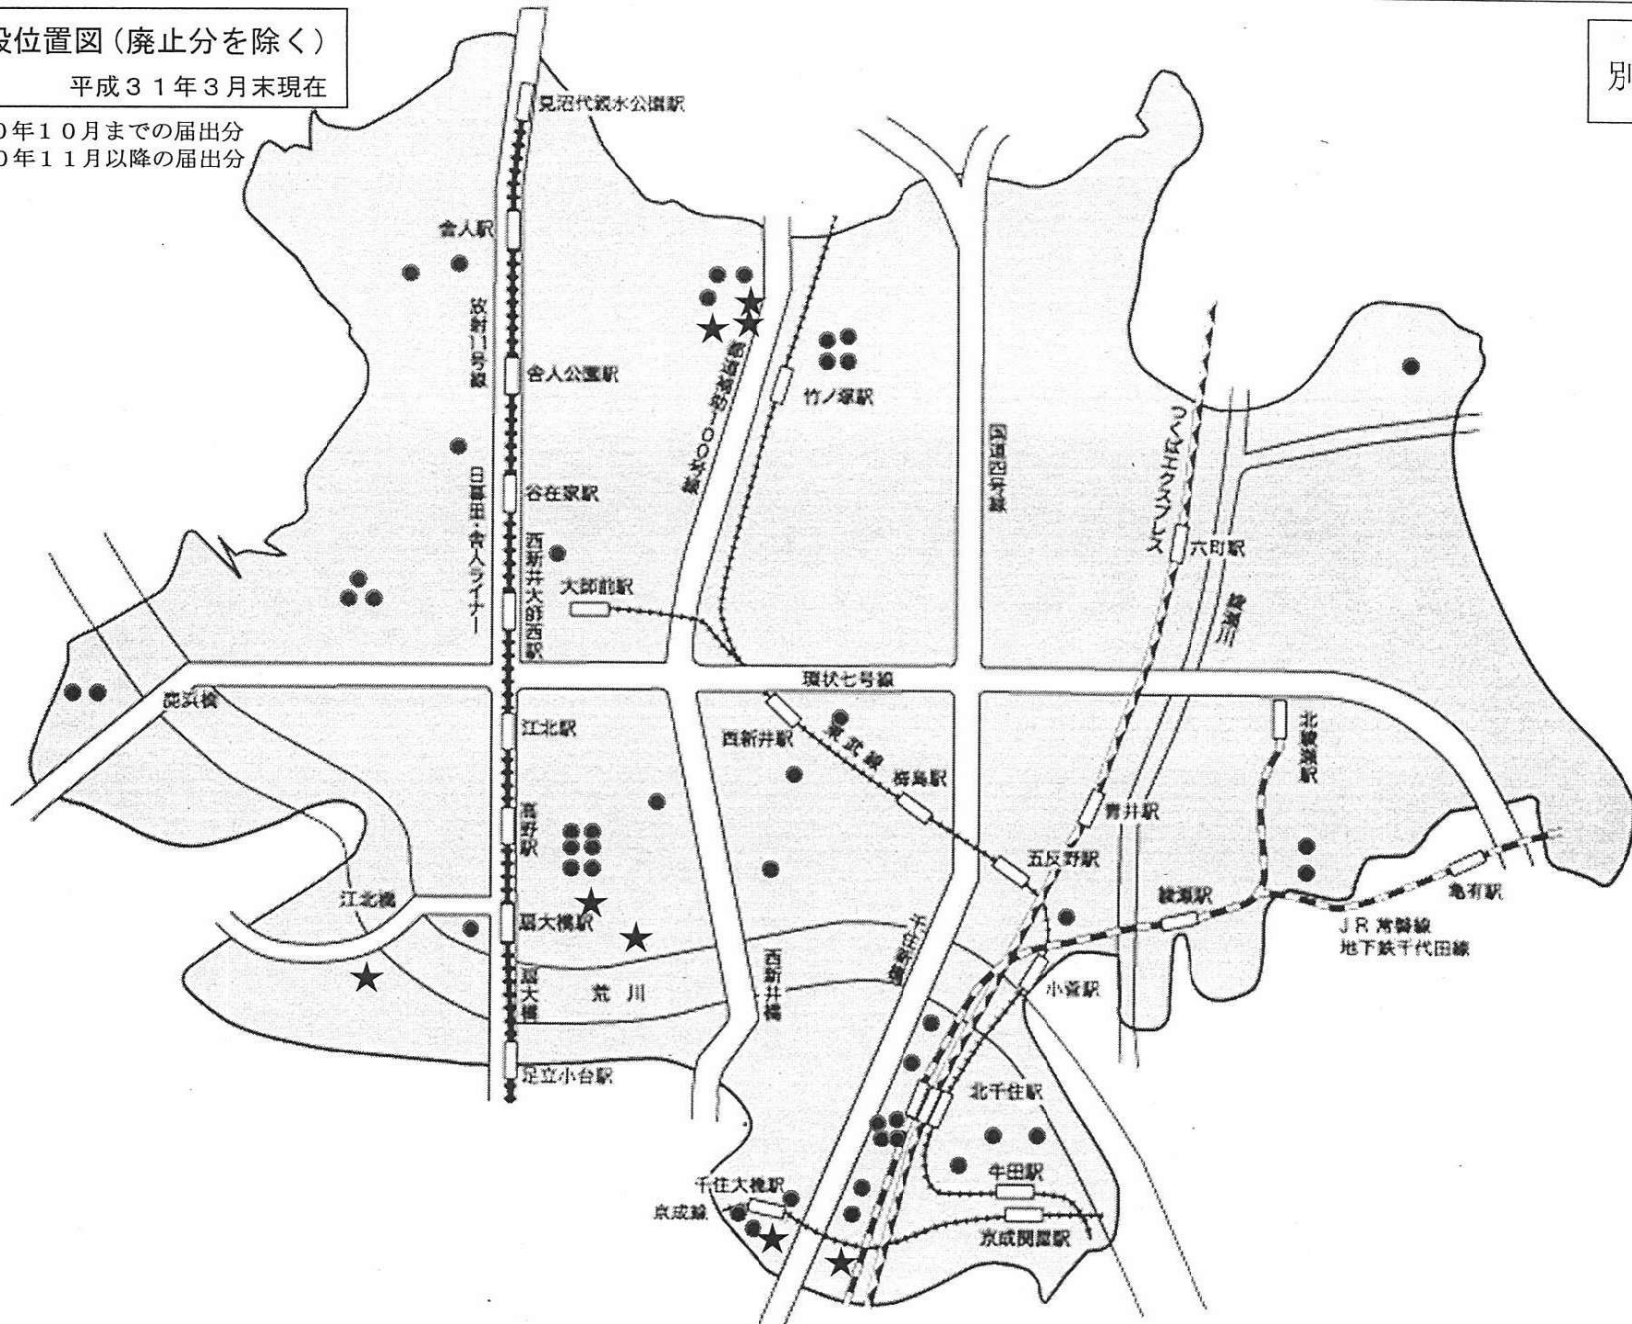 設位置図(廃止分を除く)
平成31年3月末現在
0年10月までの届出分
0年11月以降の届出分
別
見沼代親水公園駅
舎人駅
放射11号線
舎人公園駅
竹ノ塚駅
国道四号線
つくばエクスプレス
谷在家駅
日暮里・舎人ライナー
西新井大師西駅
大師前駅
六町駅
綾瀬川
環状七号線
鹿浜橋
江北駅
西新井駅
東武線
梅島駅
北綾瀬駅
高野駅
青井駅
五反野駅
江北橋
扇大橋駅
綾瀬駅
亀有駅
JR常磐線
地下鉄千代田線
扇大橋
荒川
西新井橋
千住新橋
小菅駅
足立小台駅
北千住駅
牛田駅
千住大橋駅
京成線
京成関屋駅